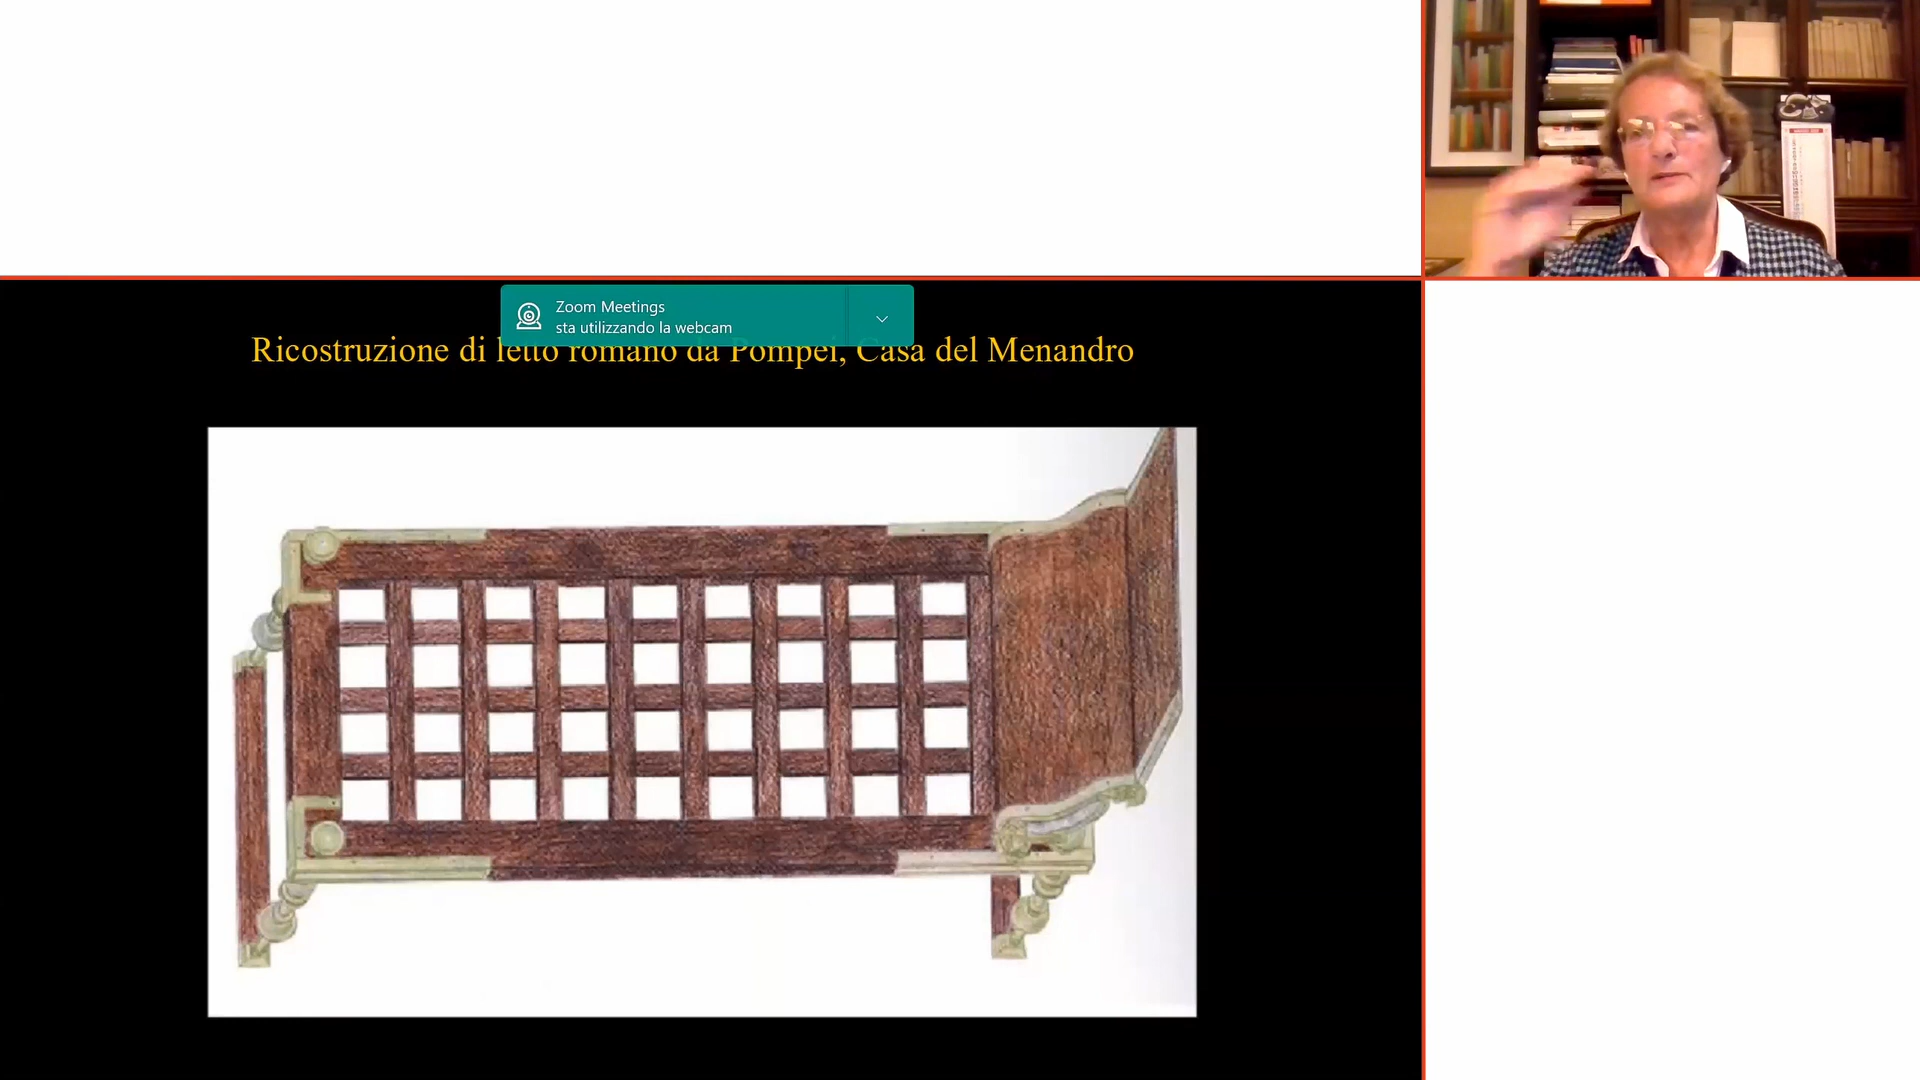 Zoom Meetings
sta utilizzando la webcam
Ricostruzione di letto romano da Pompei, Casa del Menandro